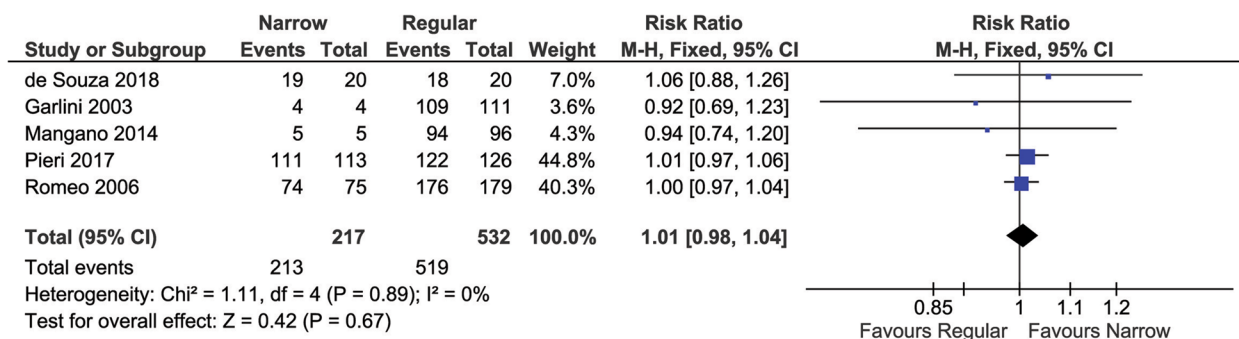 Narrow Regular Risk Ratio Risk Ratio
Study or Subgroup Events Total Events Total Weight M-H, Fixed, 95% CI M-H, Fixed, 95% CI
de Souza 2018 19 20 18 20 7.0% 1.06 [0.88, 1.26]
Garlini 2003 4 4 109 111 3.6% 0.92 [0.69, 1.23]
Mangano 2014 5 5 94 96 4.3% 0.94 [0.74, 1.20]
Pieri 2017 111 113 122 126 44.8% 1.01 [0.97, 1.06]
Romeo 2006 74 75 176 179 40.3% 1.00 [0.97, 1.04]
Total (95% CI) 217 532 100.0% 1.01 [0.98, 1.04]
Total events 213 519
Heterogeneity: Chi² = 1.11, df = 4 (P = 0.89); I² = 0%
Test for overall effect: Z = 0.42 (P = 0.67)
0.85 1 1.1 1.2
Favours Regular Favours Narrow